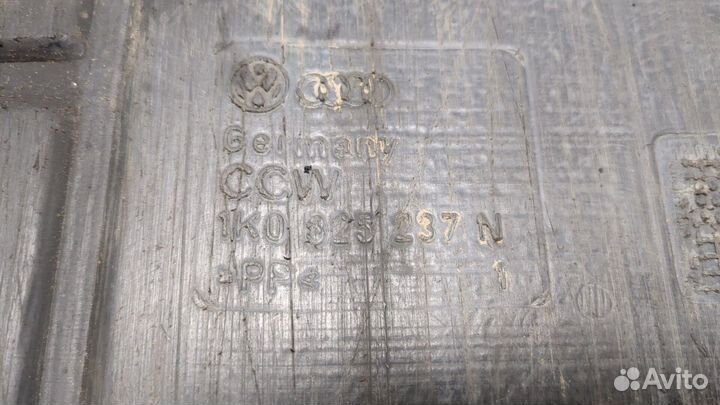 Germany
CCW
1K0 825 237 N
>PP< 1
Avito